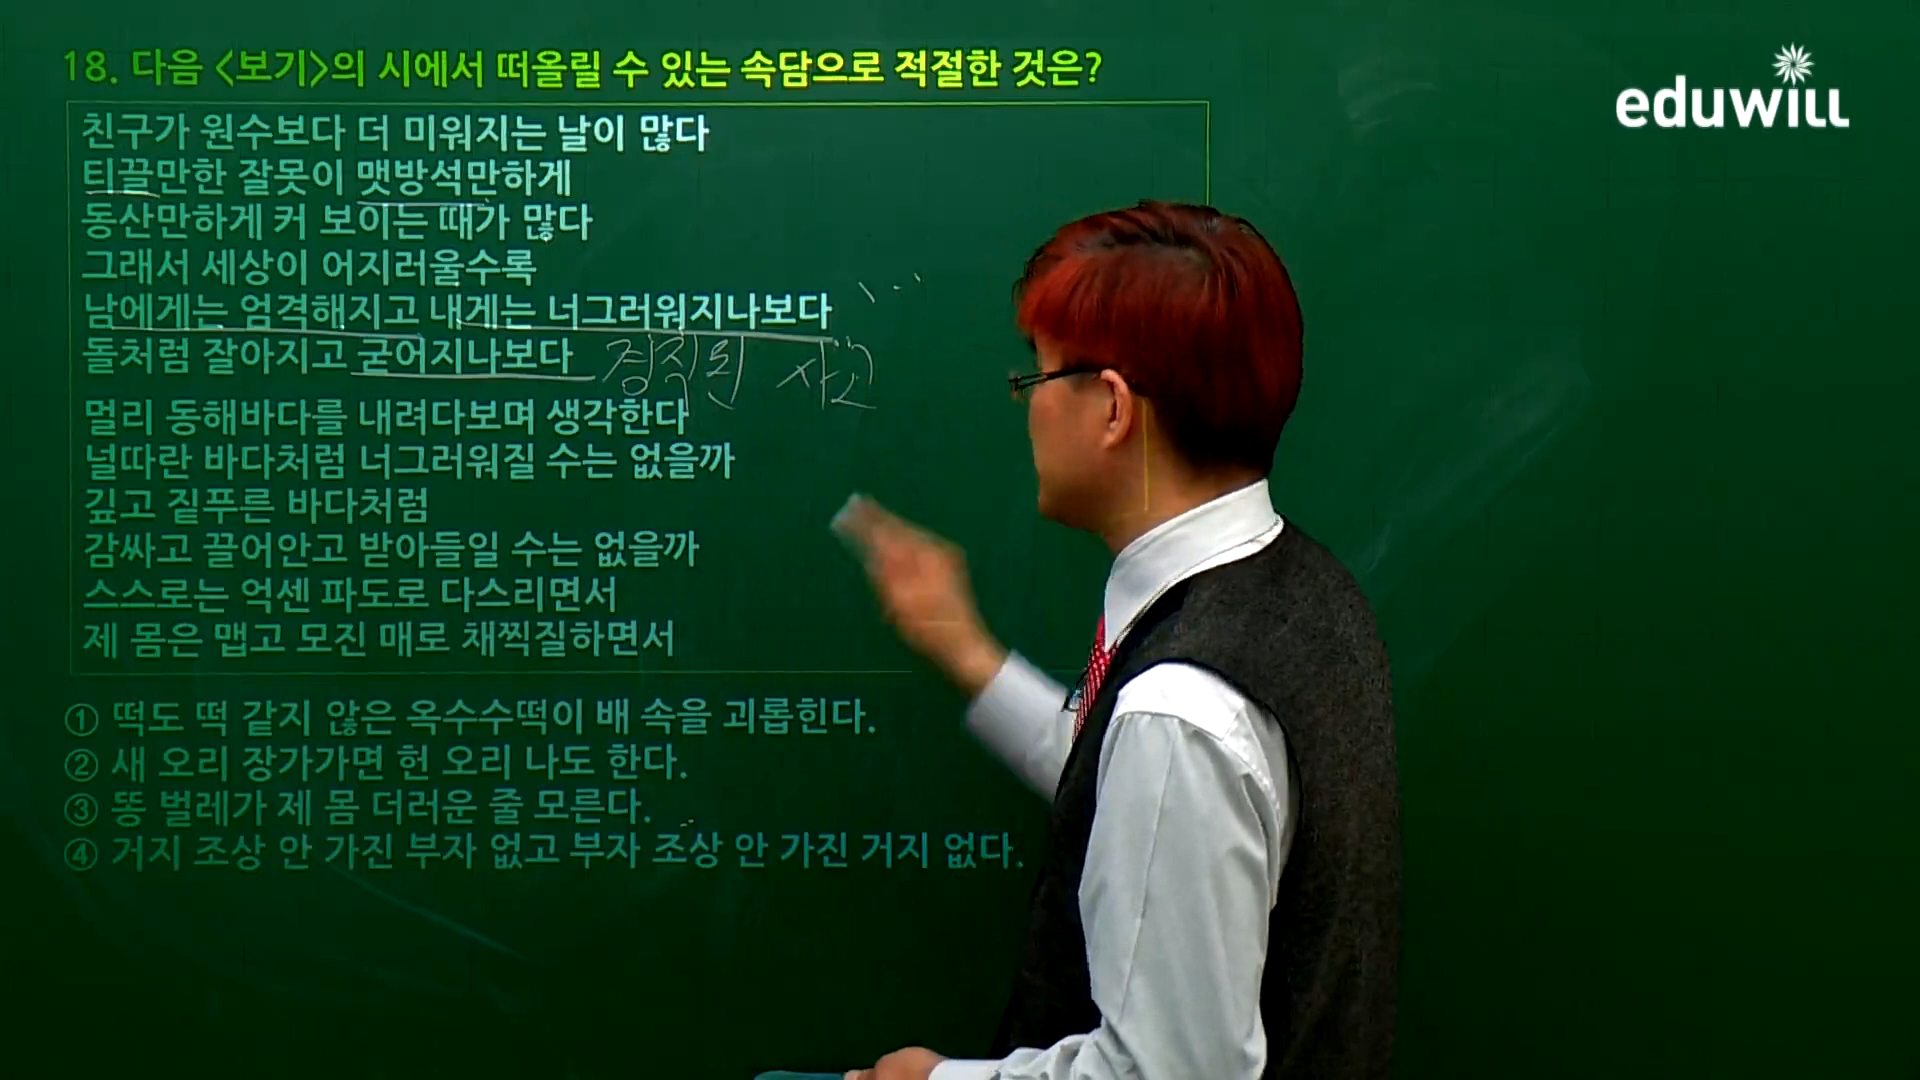 18. 다음 <보기>의 시에서 떠올릴 수 있는 속담으로 적절한 것은?
eduwill
친구가 원수보다 더 미워지는 날이 많다
티끌만한 잘못이 맷방석만하게
동산만하게 커 보이는 때가 많다
그래서 세상이 어지러울수록
남에게는 엄격해지고 내게는 너그러워지나보다
돌처럼 잘아지고 굳어지나보다 경직된 사고
멀리 동해바다를 내려다보며 생각한다
널따란 바다처럼 너그러워질 수는 없을까
깊고 짙푸른 바다처럼
감싸고 끌어안고 받아들일 수는 없을까
스스로는 억센 파도로 다스리면서
제 몸은 맵고 모진 매로 채찍질하면서
① 떡도 떡 같지 않은 옥수수떡이 배 속을 괴롭힌다.
② 새 오리 장가가면 헌 오리 나도 한다.
③ 똥 벌레가 제 몸 더러운 줄 모른다.
④ 거지 조상 안 가진 부자 없고 부자 조상 안 가진 거지 없다.